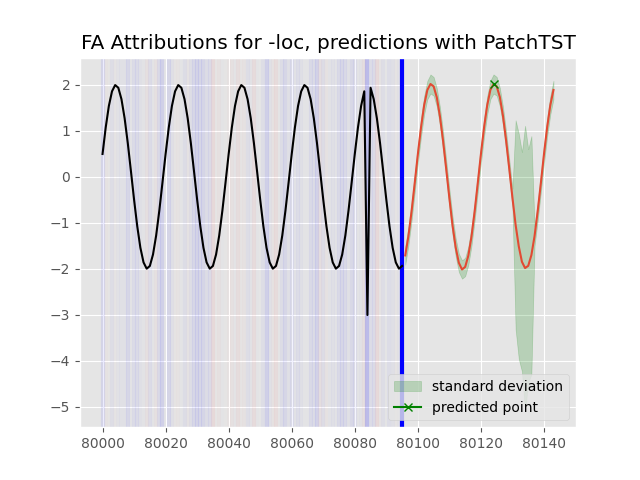 FA Attributions for -loc, predictions with PatchTST
2
1
0
−1
−2
−3
−4
−5
standard deviation
predicted point
80000 80020 80040 80060 80080 80100 80120 80140